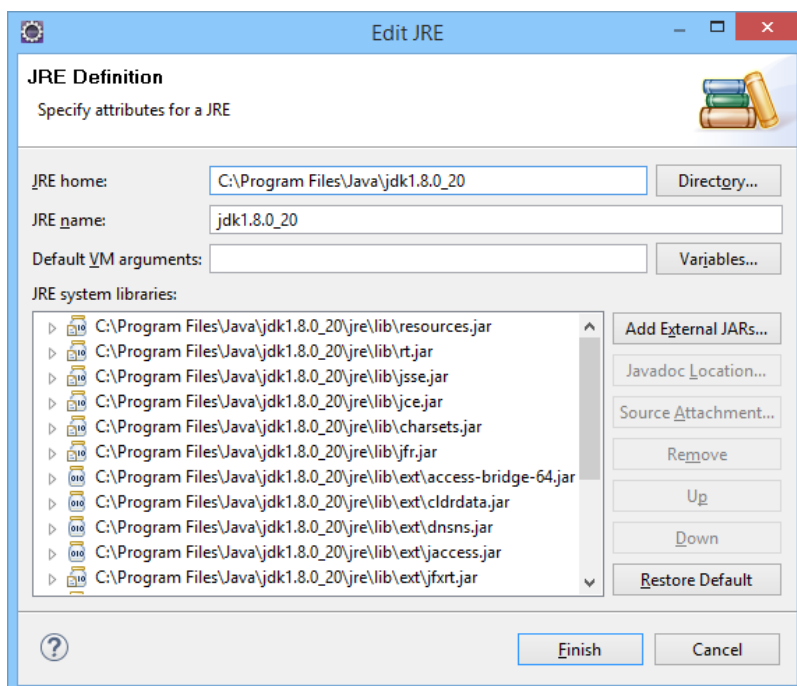 Edit JRE
JRE Definition
Specify attributes for a JRE
JRE home: C:\Program Files\Java\jdk1.8.0_20 Directory...
JRE name: jdk1.8.0_20
Default VM arguments: Variables...
JRE system libraries:
C:\Program Files\Java\jdk1.8.0_20\jre\lib\resources.jar
C:\Program Files\Java\jdk1.8.0_20\jre\lib\rt.jar
C:\Program Files\Java\jdk1.8.0_20\jre\lib\jsse.jar
C:\Program Files\Java\jdk1.8.0_20\jre\lib\jce.jar
C:\Program Files\Java\jdk1.8.0_20\jre\lib\charsets.jar
C:\Program Files\Java\jdk1.8.0_20\jre\lib\jfr.jar
C:\Program Files\Java\jdk1.8.0_20\jre\lib\ext\access-bridge-64.jar
C:\Program Files\Java\jdk1.8.0_20\jre\lib\ext\cldrdata.jar
C:\Program Files\Java\jdk1.8.0_20\jre\lib\ext\dnsns.jar
C:\Program Files\Java\jdk1.8.0_20\jre\lib\ext\jaccess.jar
C:\Program Files\Java\jdk1.8.0_20\jre\lib\ext\jfxrt.jar
Add External JARs...
Javadoc Location...
Source Attachment...
Remove
Up
Down
Restore Default
?
Finish Cancel